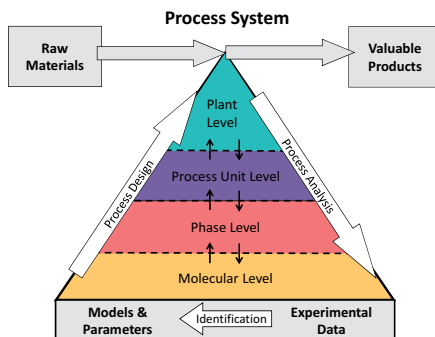 Process System
Raw
Materials
Valuable
Products
Plant
Level
Process Design
Process Analysis
Process Unit Level
Phase Level
Molecular Level
Models &
Parameters
Identification
Experimental
Data